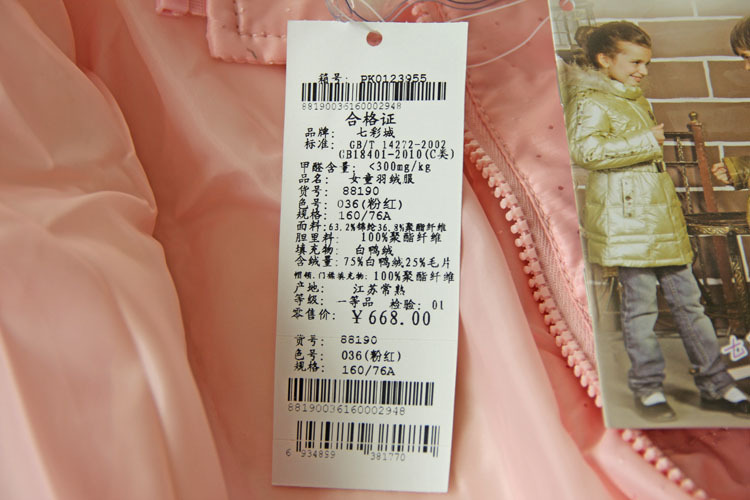 箱号: PK0123955
88190036160002948
合格证
品牌: 七彩城
标准: GB/T 14272-2002
GB18401-2010(C类)
甲醛含量: <300mg/kg
品名: 女童羽绒服
货号: 88190
色号: 036(粉红)
规格: 160/76A
面料:63.2%锦纶36.8%聚酯纤维
胆里料: 100%聚酯纤维
填充物: 白鸭绒
含绒量: 75%白鸭绒25%毛片
帽领、门襟填充物: 100%聚酯纤维
产地: 江苏常熟
等级: 一等品 检验: 01
零售价: ¥668.00
货号: 88190
色号: 036(粉红)
规格: 160/76A
88190036160002948
6 934899 381770